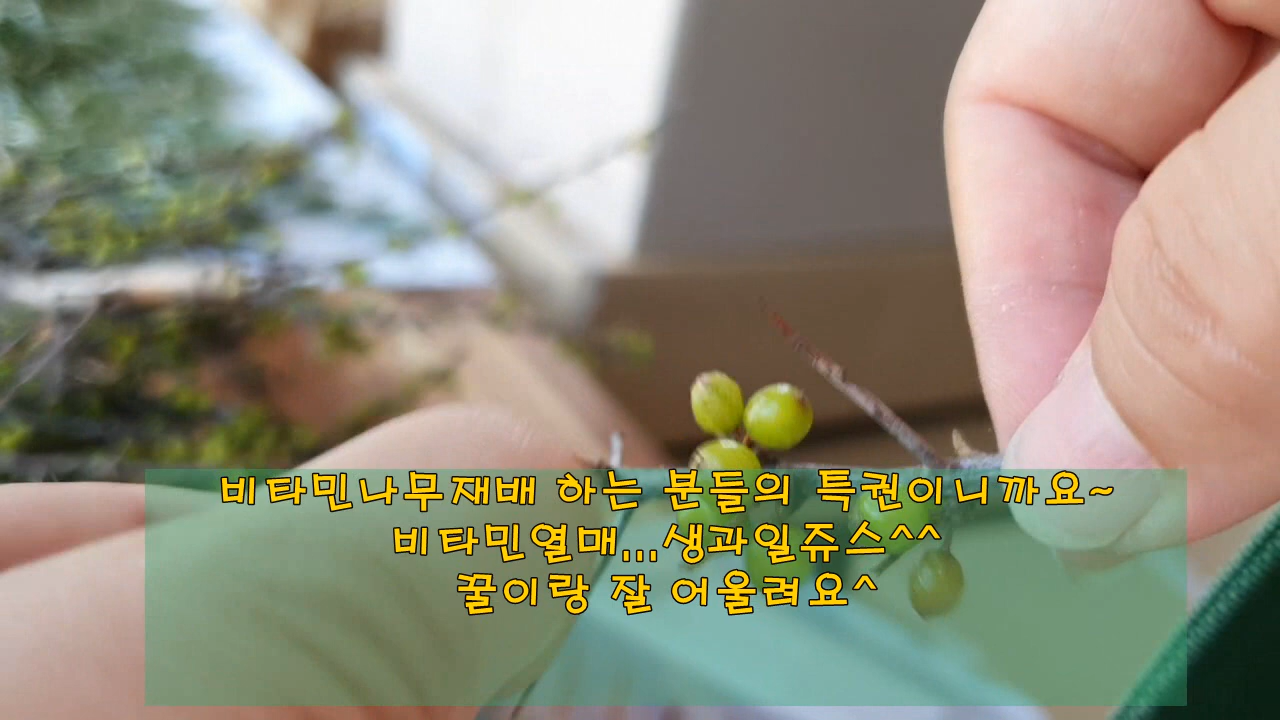 비타민나무재배 하는 분들의 특권이니까요~
비타민열매...생과일쥬스^^
꿀이랑 잘 어울려요^